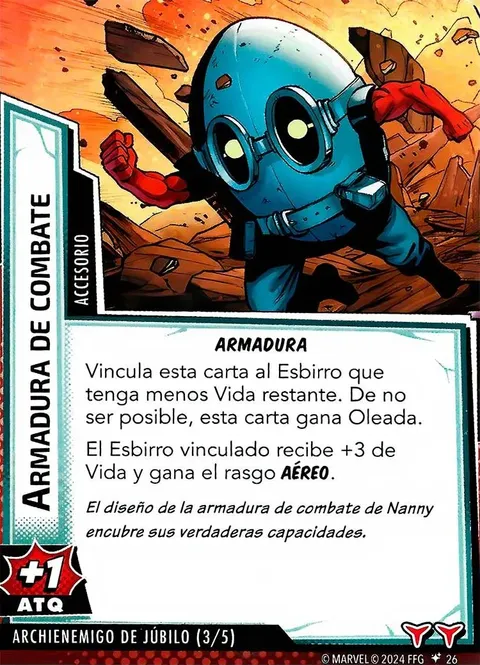 ARMADURA DE COMBATE
ACCESORIO
ARMADURA
Vincula esta carta al Esbirro que
tenga menos Vida restante. De no
ser posible, esta carta gana Oleada.
El Esbirro vinculado recibe +3 de
Vida y gana el rasgo AÉREO.
El diseño de la armadura de combate de Nanny
encubre sus verdaderas capacidades.
+1
ATQ
ARCHIENEMIGO DE JÚBILO (3/5)
© MARVEL © 2024 FFG 26